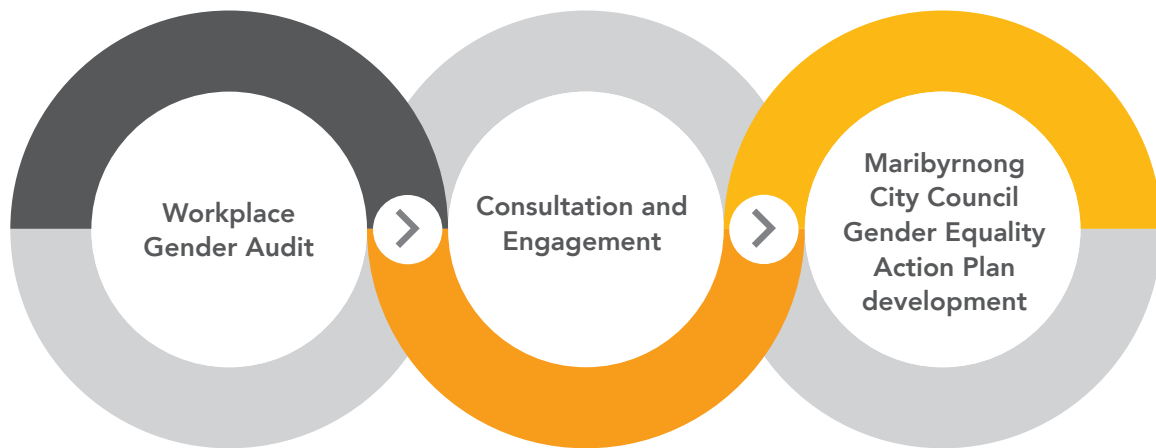 Workplace
Gender Audit
Consultation and
Engagement
Maribyrnong
City Council
Gender Equality
Action Plan
development